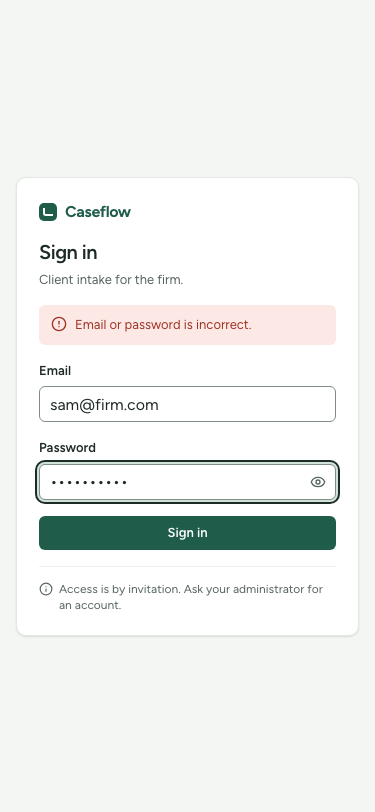 Caseflow
Sign in
Client intake for the firm.
Email or password is incorrect.
Email
sam@firm.com
Password
••••••••••
Sign in
Access is by invitation. Ask your administrator for
an account.